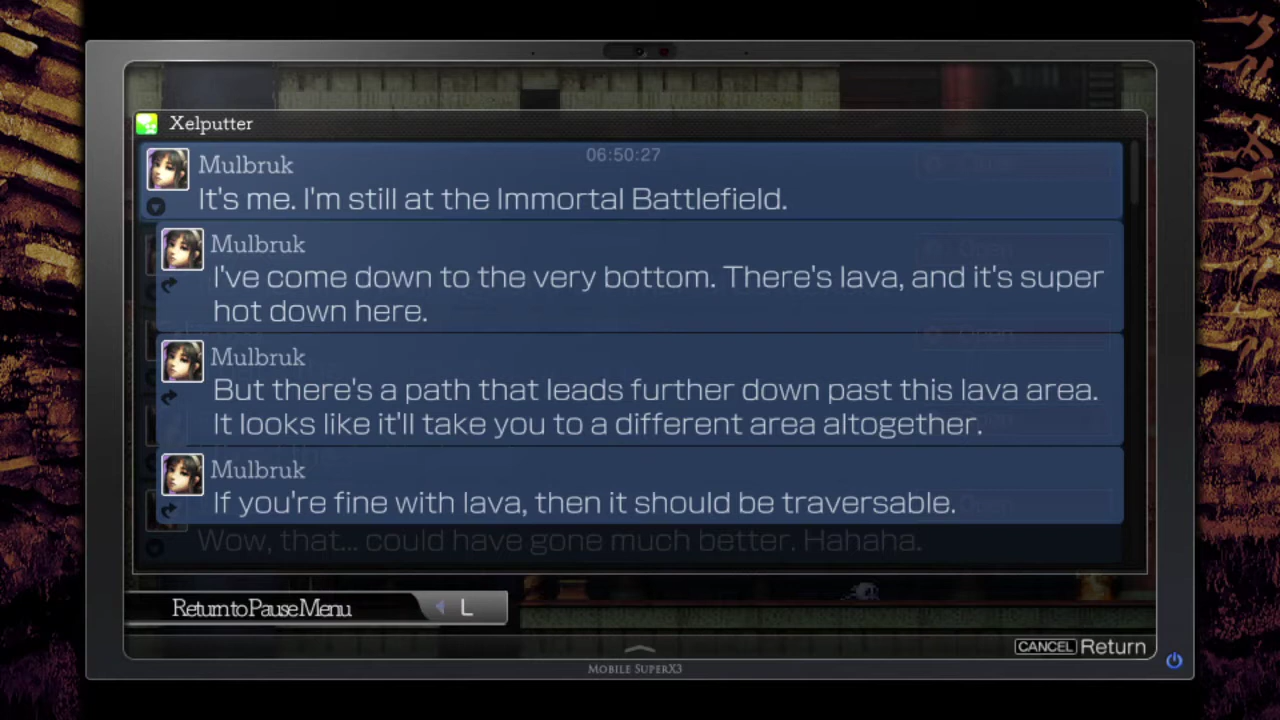 Xelputter
Mulbruk
06:50:27
It's me. I'm still at the Immortal Battlefield.
Mulbruk
I've come down to the very bottom. There's lava, and it's super
hot down here.
Mulbruk
But there's a path that leads further down past this lava area.
It looks like it'll take you to a different area altogether.
Mulbruk
If you're fine with lava, then it should be traversable.
Wow, that... could have gone much better. Hahaha.
Open
Open
Open
Open
Return to Pause Menu
L
CANCEL Return
MOBILE SUPERX3